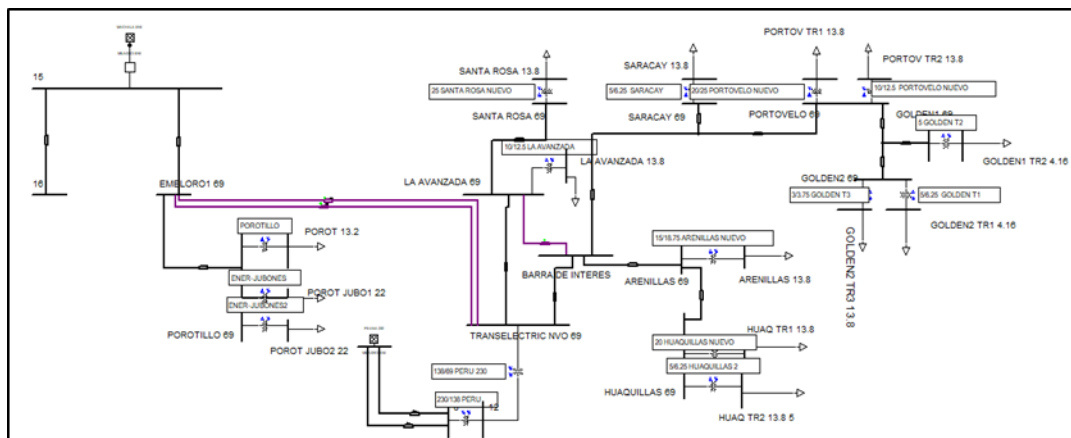 PORTOV TR1 13.8
SANTA ROSA 13.8
SARACAY 13.8
PORTOV TR2 13.8
15
25 SANTA ROSA NUEVO
5/6.25 SARACAY
20/25 PORTOVELO NUEVO
10/12.5 PORTOVELO NUEVO
SANTA ROSA 69
SARACAY 69
PORTOVELO 69
GOLDEN1 69
5 GOLDEN T2
10/12.5 LA AVANZADA
LA AVANZADA 13.8
GOLDEN1 TR2 4.16
16
EMBLORO1 69
LA AVANZADA 69
GOLDEN2 69
3/3.75 GOLDEN T3
5/6.25 GOLDEN T1
POROTILLO
POROT 13.2
GOLDEN2 TR1 4.16
15/18.75 ARENILLAS NUEVO
ENER-JUBONES
BARRA DE INTERES
ARENILLAS 69
ARENILLAS 13.8
GOLDEN2 TR3 13.8
POROT JUBO1 22
ENER-JUBONES2
POROTILLO 69
TRANSELECTRIC NVO 69
HUAQ TR1 13.8
20 HUAQUILLAS NUEVO
POROT JUBO2 22
138/69 PERU 230
5/6.25 HUAQUILLAS 2
HUAQUILLAS 69
230/138 PERU
12
HUAQ TR2 13.8 5